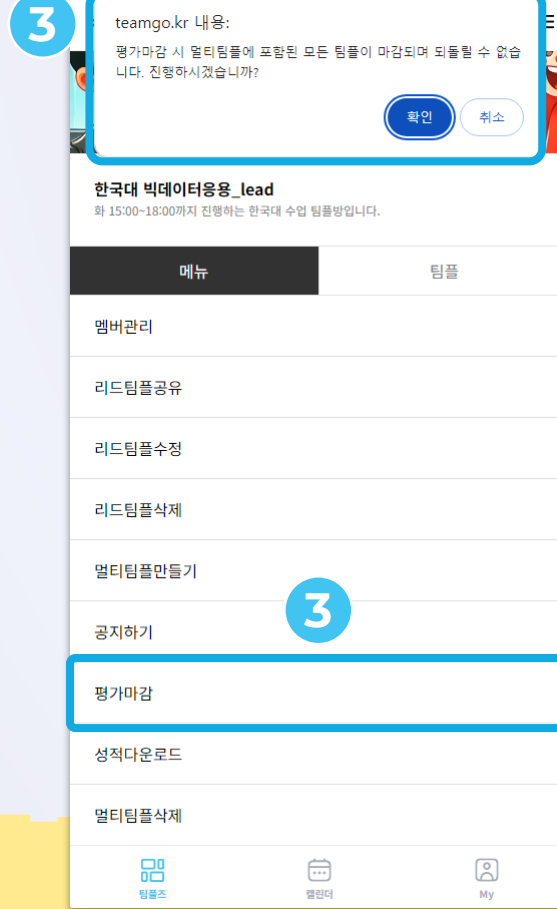 3
teamgo.kr 내용:
평가마감 시 멀티팀플에 포함된 모든 팀플이 마감되며 되돌릴 수 없습
니다. 진행하시겠습니까?
확인 취소
한국대 빅데이터응용_lead
화 15:00~18:00까지 진행하는 한국대 수업 팀플방입니다.
메뉴 팀플
멤버관리
리드팀플공유
리드팀플수정
리드팀플삭제
멀티팀플만들기
공지하기
3
평가마감
성적다운로드
멀티팀플삭제
팀플즈 캘린더 My